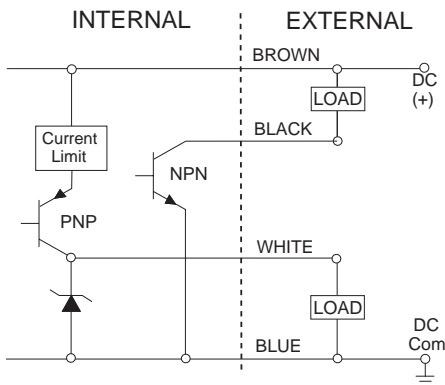 INTERNAL
EXTERNAL
BROWN
DC
(+)
LOAD
BLACK
Current
Limit
NPN
PNP
WHITE
LOAD
DC
Com
BLUE